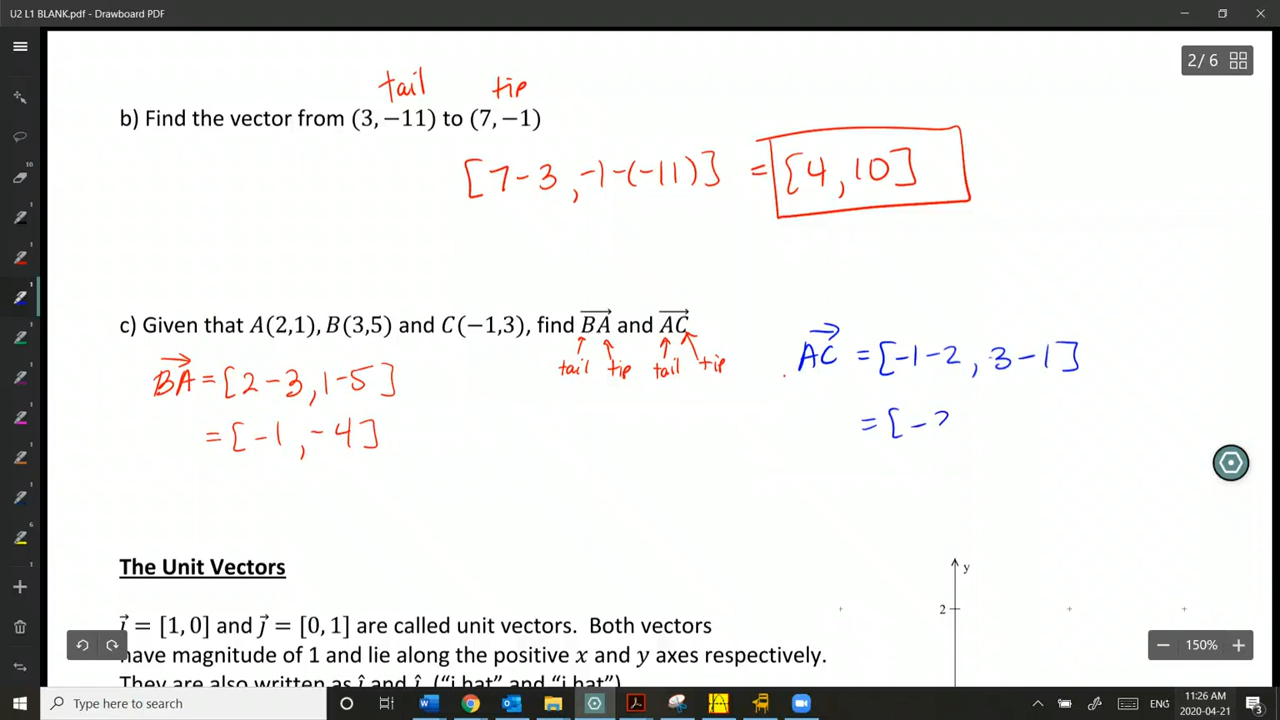 U2 L1 BLANK.pdf - Drawboard PDF
2/6
tail tip
b) Find the vector from (3, −11) to (7, −1)
[7-3, -1-(-11)] = [4, 10]
c) Given that A(2,1), B(3,5) and C(−1,3), find BA and AC
tail tip tail tip
BA = [2-3, 1-5]
= [-1, -4]
AC = [-1-2, 3-1]
= [-
The Unit Vectors
y
2
i⃗ = [1, 0] and j⃗ = [0, 1] are called unit vectors. Both vectors
have magnitude of 1 and lie along the positive x and y axes respectively.
150%
Type here to search
ENG
11:26 AM
2020-04-21
3